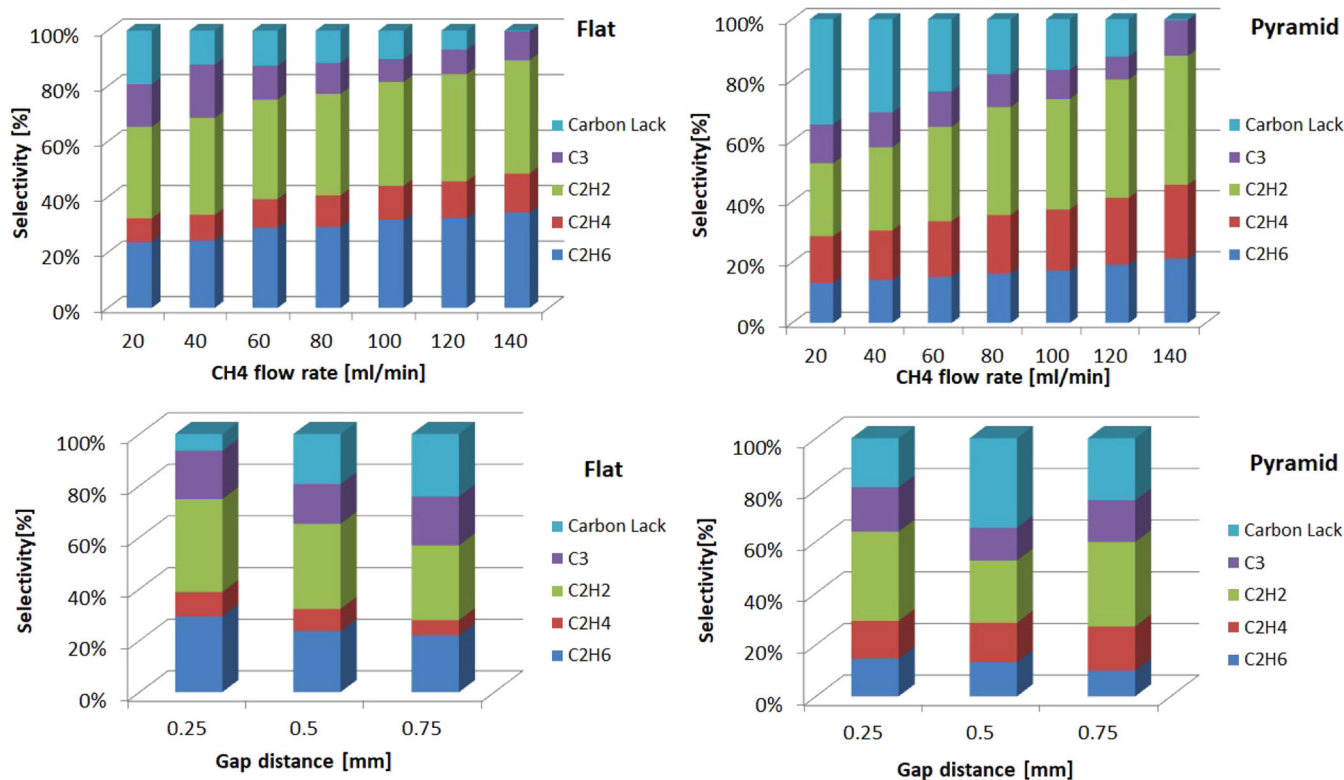 Flat
Selectivity [%]
100%
80%
60%
40%
20%
0%
20 40 60 80 100 120 140
CH4 flow rate [ml/min]
Carbon Lack
C3
C2H2
C2H4
C2H6
Pyramid
Selectivity[%]
100%
80%
60%
40%
20%
0%
20 40 60 80 100 120 140
CH4 flow rate [ml/min]
Carbon Lack
C3
C2H2
C2H4
C2H6
Flat
Selectivity[%]
100%
80%
60%
40%
20%
0%
0.25 0.5 0.75
Gap distance [mm]
Carbon Lack
C3
C2H2
C2H4
C2H6
Pyramid
Selectivity[%]
100%
80%
60%
40%
20%
0%
0.25 0.5 0.75
Gap distance [mm]
Carbon Lack
C3
C2H2
C2H4
C2H6